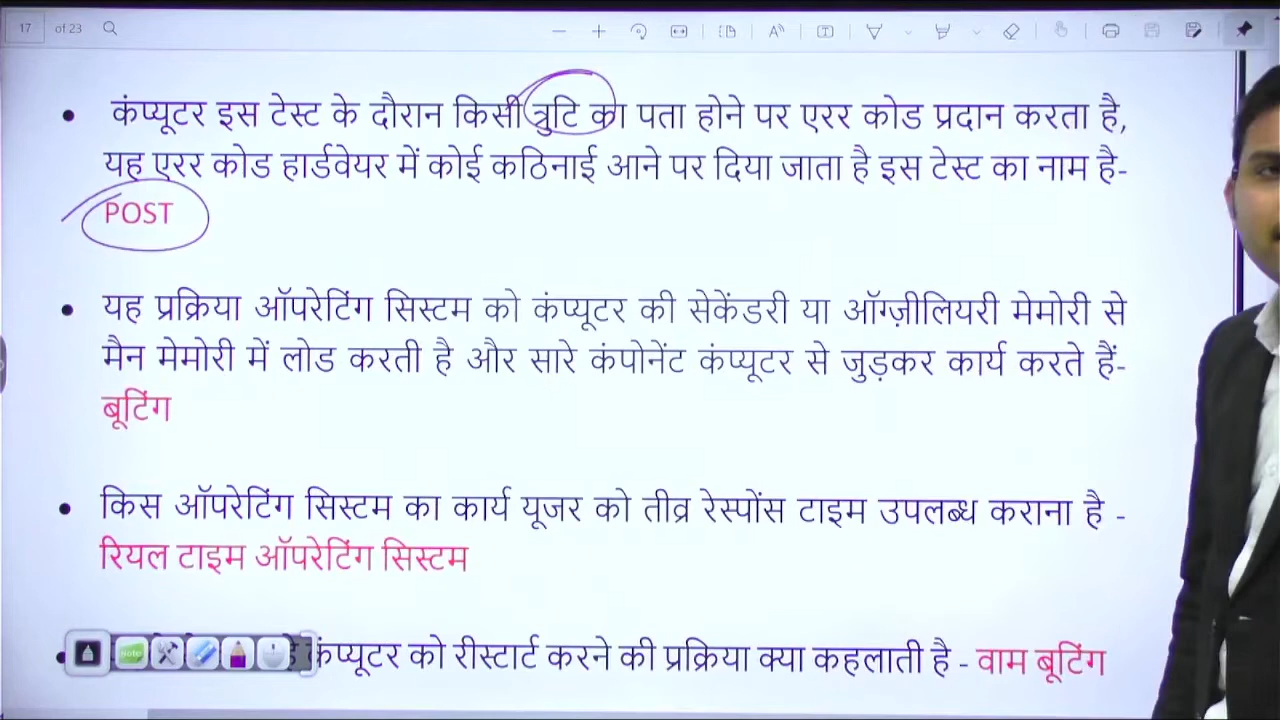 17 of 23
कंप्यूटर इस टेस्ट के दौरान किसी त्रुटि का पता होने पर एरर कोड प्रदान करता है,
यह एरर कोड हार्डवेयर में कोई कठिनाई आने पर दिया जाता है इस टेस्ट का नाम है-
POST
यह प्रक्रिया ऑपरेटिंग सिस्टम को कंप्यूटर की सेकेंडरी या ऑग्ज़ीलियरी मेमोरी से
मैन मेमोरी में लोड करती है और सारे कंपोनेंट कंप्यूटर से जुड़कर कार्य करते हैं-
बूटिंग
किस ऑपरेटिंग सिस्टम का कार्य यूजर को तीव्र रेस्पोंस टाइम उपलब्ध कराना है -
रियल टाइम ऑपरेटिंग सिस्टम
कंप्यूटर को रीस्टार्ट करने की प्रक्रिया क्या कहलाती है - वाम बूटिंग